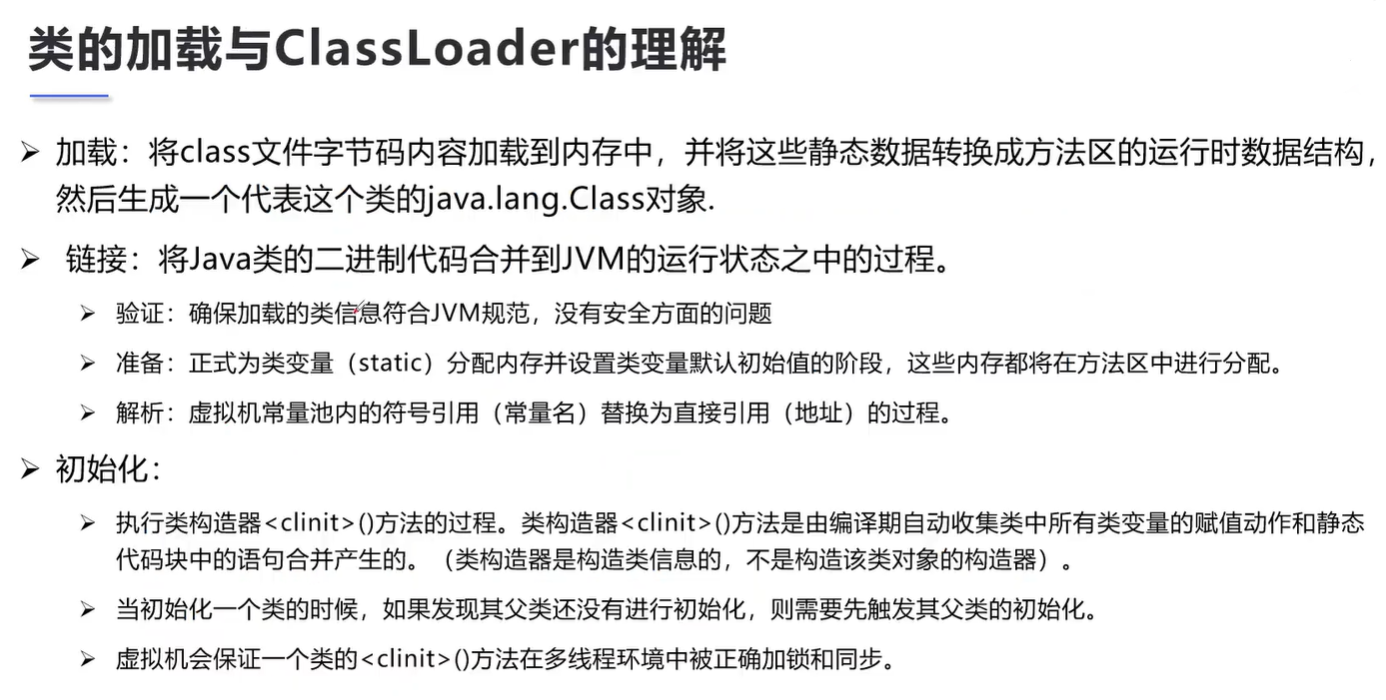 类的加载与ClassLoader的理解
加载：将class文件字节码内容加载到内存中，并将这些静态数据转换成方法区的运行时数据结构，
然后生成一个代表这个类的java.lang.Class对象.
链接：将Java类的二进制代码合并到JVM的运行状态之中的过程。
验证：确保加载的类信息符合JVM规范，没有安全方面的问题
准备：正式为类变量（static）分配内存并设置类变量默认初始值的阶段，这些内存都将在方法区中进行分配。
解析：虚拟机常量池内的符号引用（常量名）替换为直接引用（地址）的过程。
初始化：
执行类构造器<clinit>()方法的过程。类构造器<clinit>()方法是由编译期自动收集类中所有类变量的赋值动作和静态
代码块中的语句合并产生的。（类构造器是构造类信息的，不是构造该类对象的构造器）。
当初始化一个类的时候，如果发现其父类还没有进行初始化，则需要先触发其父类的初始化。
虚拟机会保证一个类的<clinit>()方法在多线程环境中被正确加锁和同步。